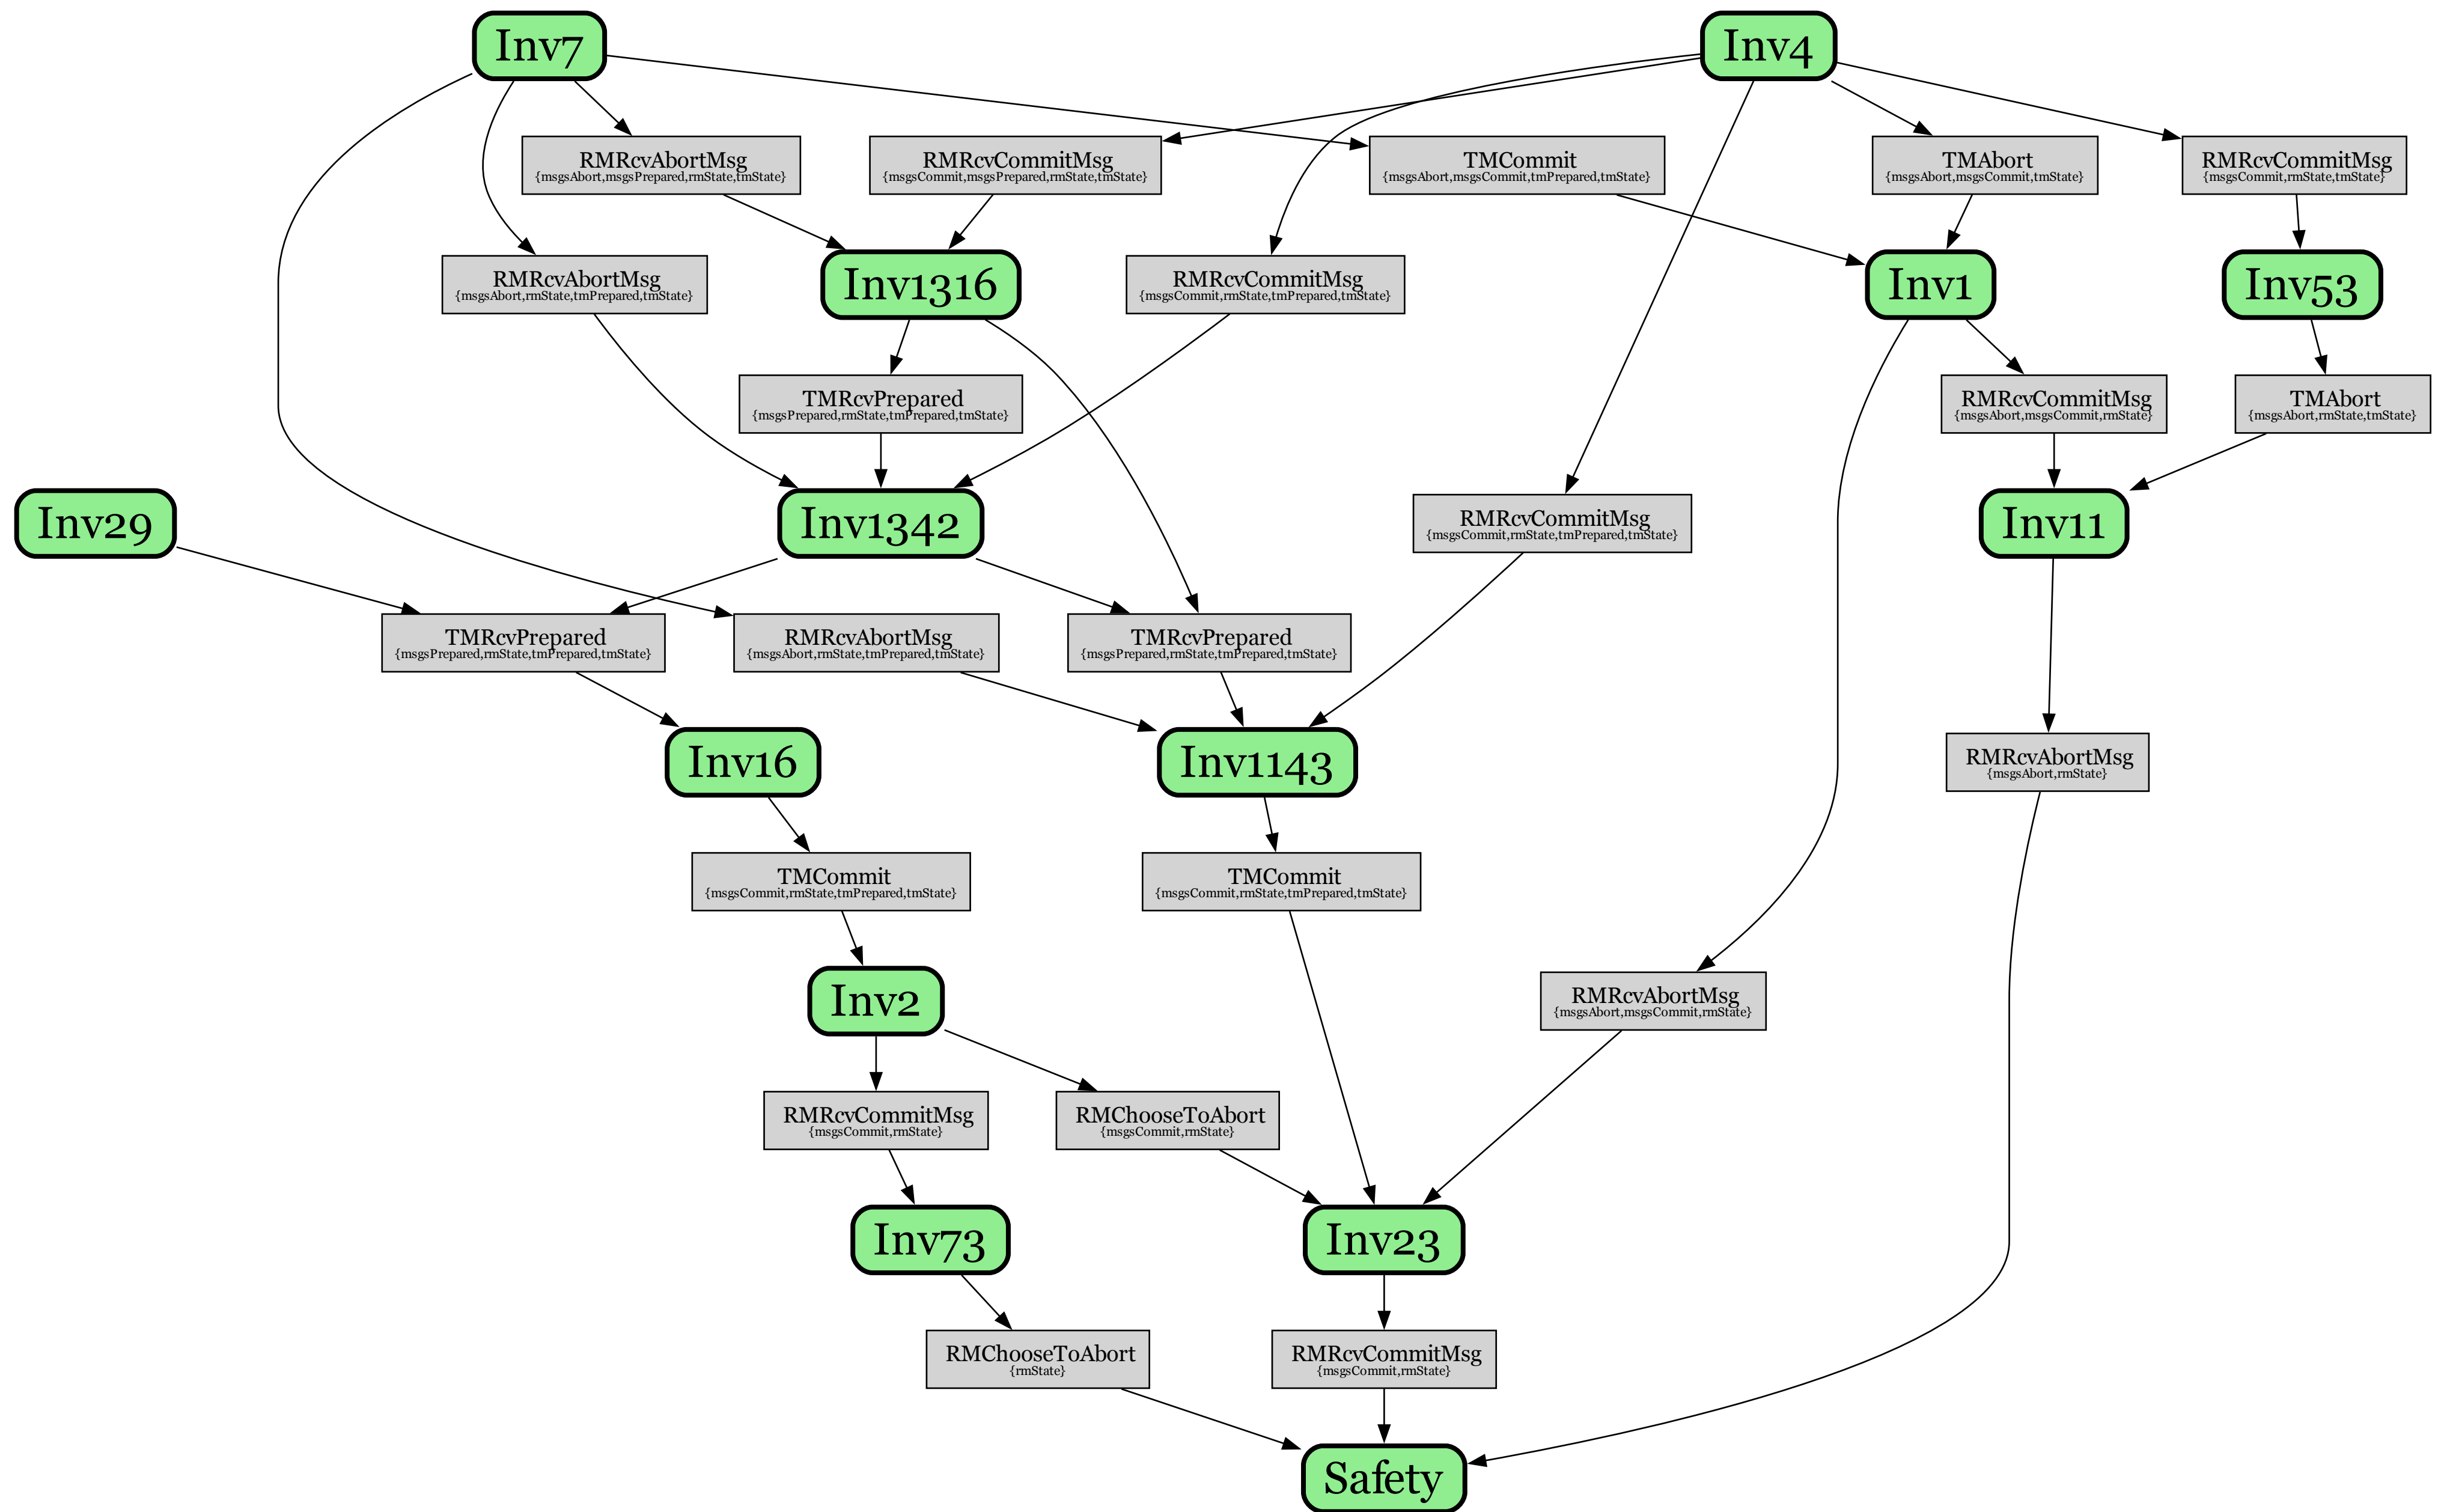 Inv7
Inv4
RMRcvAbortMsg
{msgsAbort,msgsPrepared,rmState,tmState}
RMRcvCommitMsg
{msgsCommit,msgsPrepared,rmState,tmState}
TMCommit
{msgsAbort,msgsCommit,tmPrepared,tmState}
TMAbort
{msgsAbort,msgsCommit,tmState}
RMRcvCommitMsg
{msgsCommit,rmState,tmState}
RMRcvAbortMsg
{msgsAbort,rmState,tmPrepared,tmState}
Inv1316
RMRcvCommitMsg
{msgsCommit,rmState,tmPrepared,tmState}
Inv1
Inv53
TMRcvPrepared
{msgsPrepared,rmState,tmPrepared,tmState}
RMRcvCommitMsg
{msgsAbort,msgsCommit,rmState}
TMAbort
{msgsAbort,rmState,tmState}
Inv29
Inv1342
RMRcvCommitMsg
{msgsCommit,rmState,tmPrepared,tmState}
Inv11
TMRcvPrepared
{msgsPrepared,rmState,tmPrepared,tmState}
RMRcvAbortMsg
{msgsAbort,rmState,tmPrepared,tmState}
TMRcvPrepared
{msgsPrepared,rmState,tmPrepared,tmState}
Inv16
Inv1143
RMRcvAbortMsg
{msgsAbort,rmState}
TMCommit
{msgsCommit,rmState,tmPrepared,tmState}
TMCommit
{msgsCommit,rmState,tmPrepared,tmState}
Inv2
RMRcvAbortMsg
{msgsAbort,msgsCommit,rmState}
RMRcvCommitMsg
{msgsCommit,rmState}
RMChooseToAbort
{msgsCommit,rmState}
Inv73
Inv23
RMChooseToAbort
{rmState}
RMRcvCommitMsg
{msgsCommit,rmState}
Safety